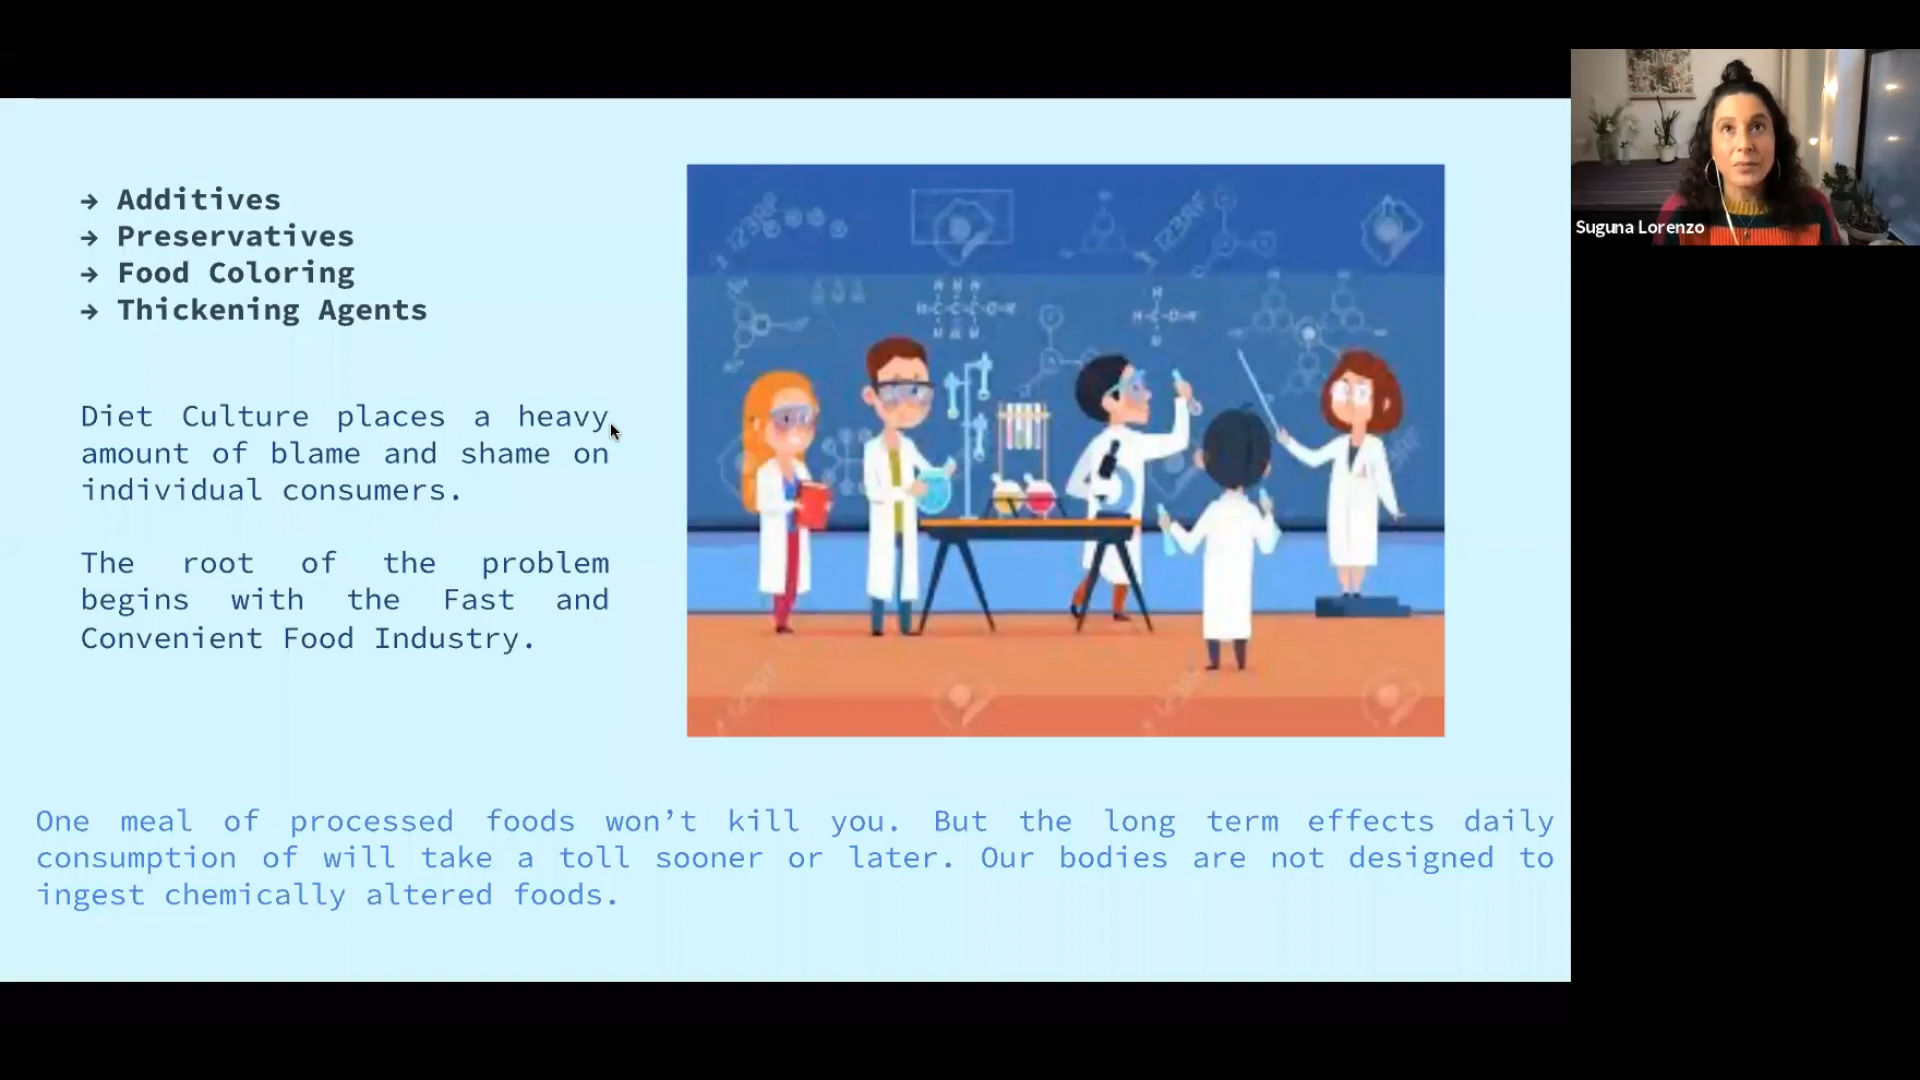 → Additives
→ Preservatives
→ Food Coloring
→ Thickening Agents
Diet Culture places a heavy
amount of blame and shame on
individual consumers.
The root of the problem
begins with the Fast and
Convenient Food Industry.
One meal of processed foods won’t kill you. But the long term effects daily
consumption of will take a toll sooner or later. Our bodies are not designed to
ingest chemically altered foods.
Suguna Lorenzo